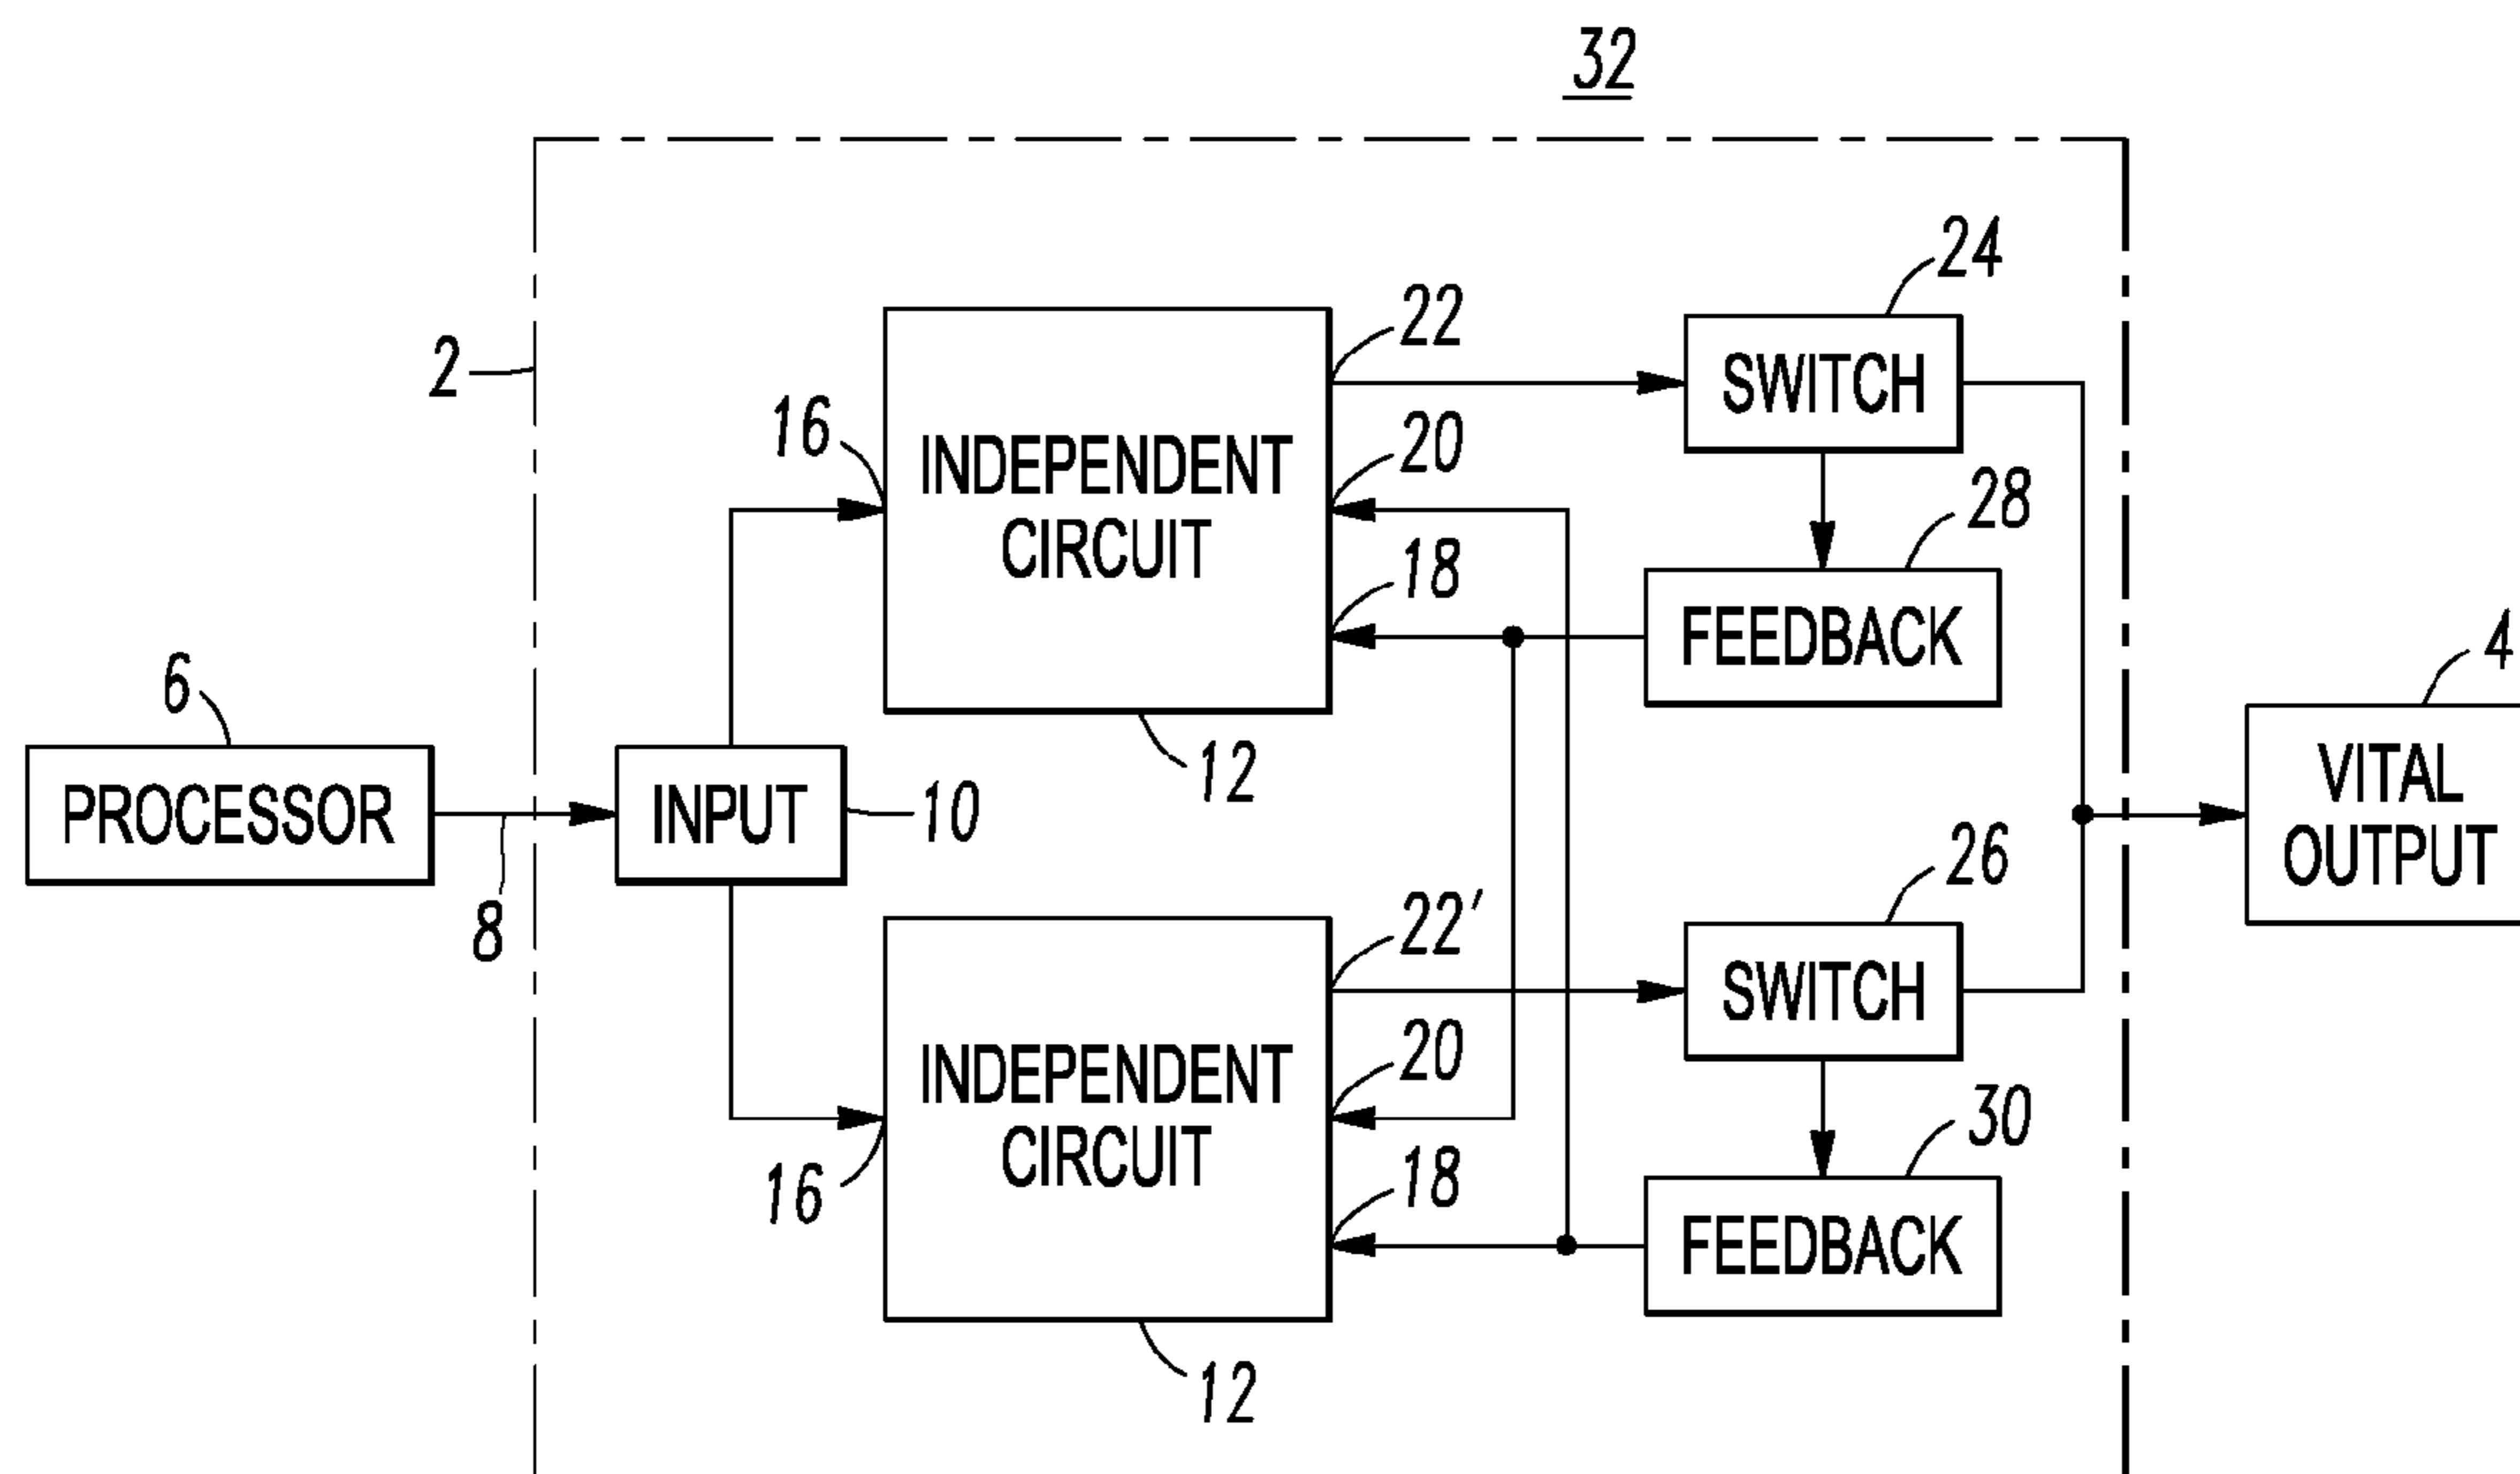 32
24
22
SWITCH
2
16
20
INDEPENDENT
CIRCUIT
28
18
FEEDBACK
6
4
12
PROCESSOR
INPUT
10
VITAL
OUTPUT
8
26
22'
SWITCH
20
INDEPENDENT
CIRCUIT
30
16
18
FEEDBACK
12